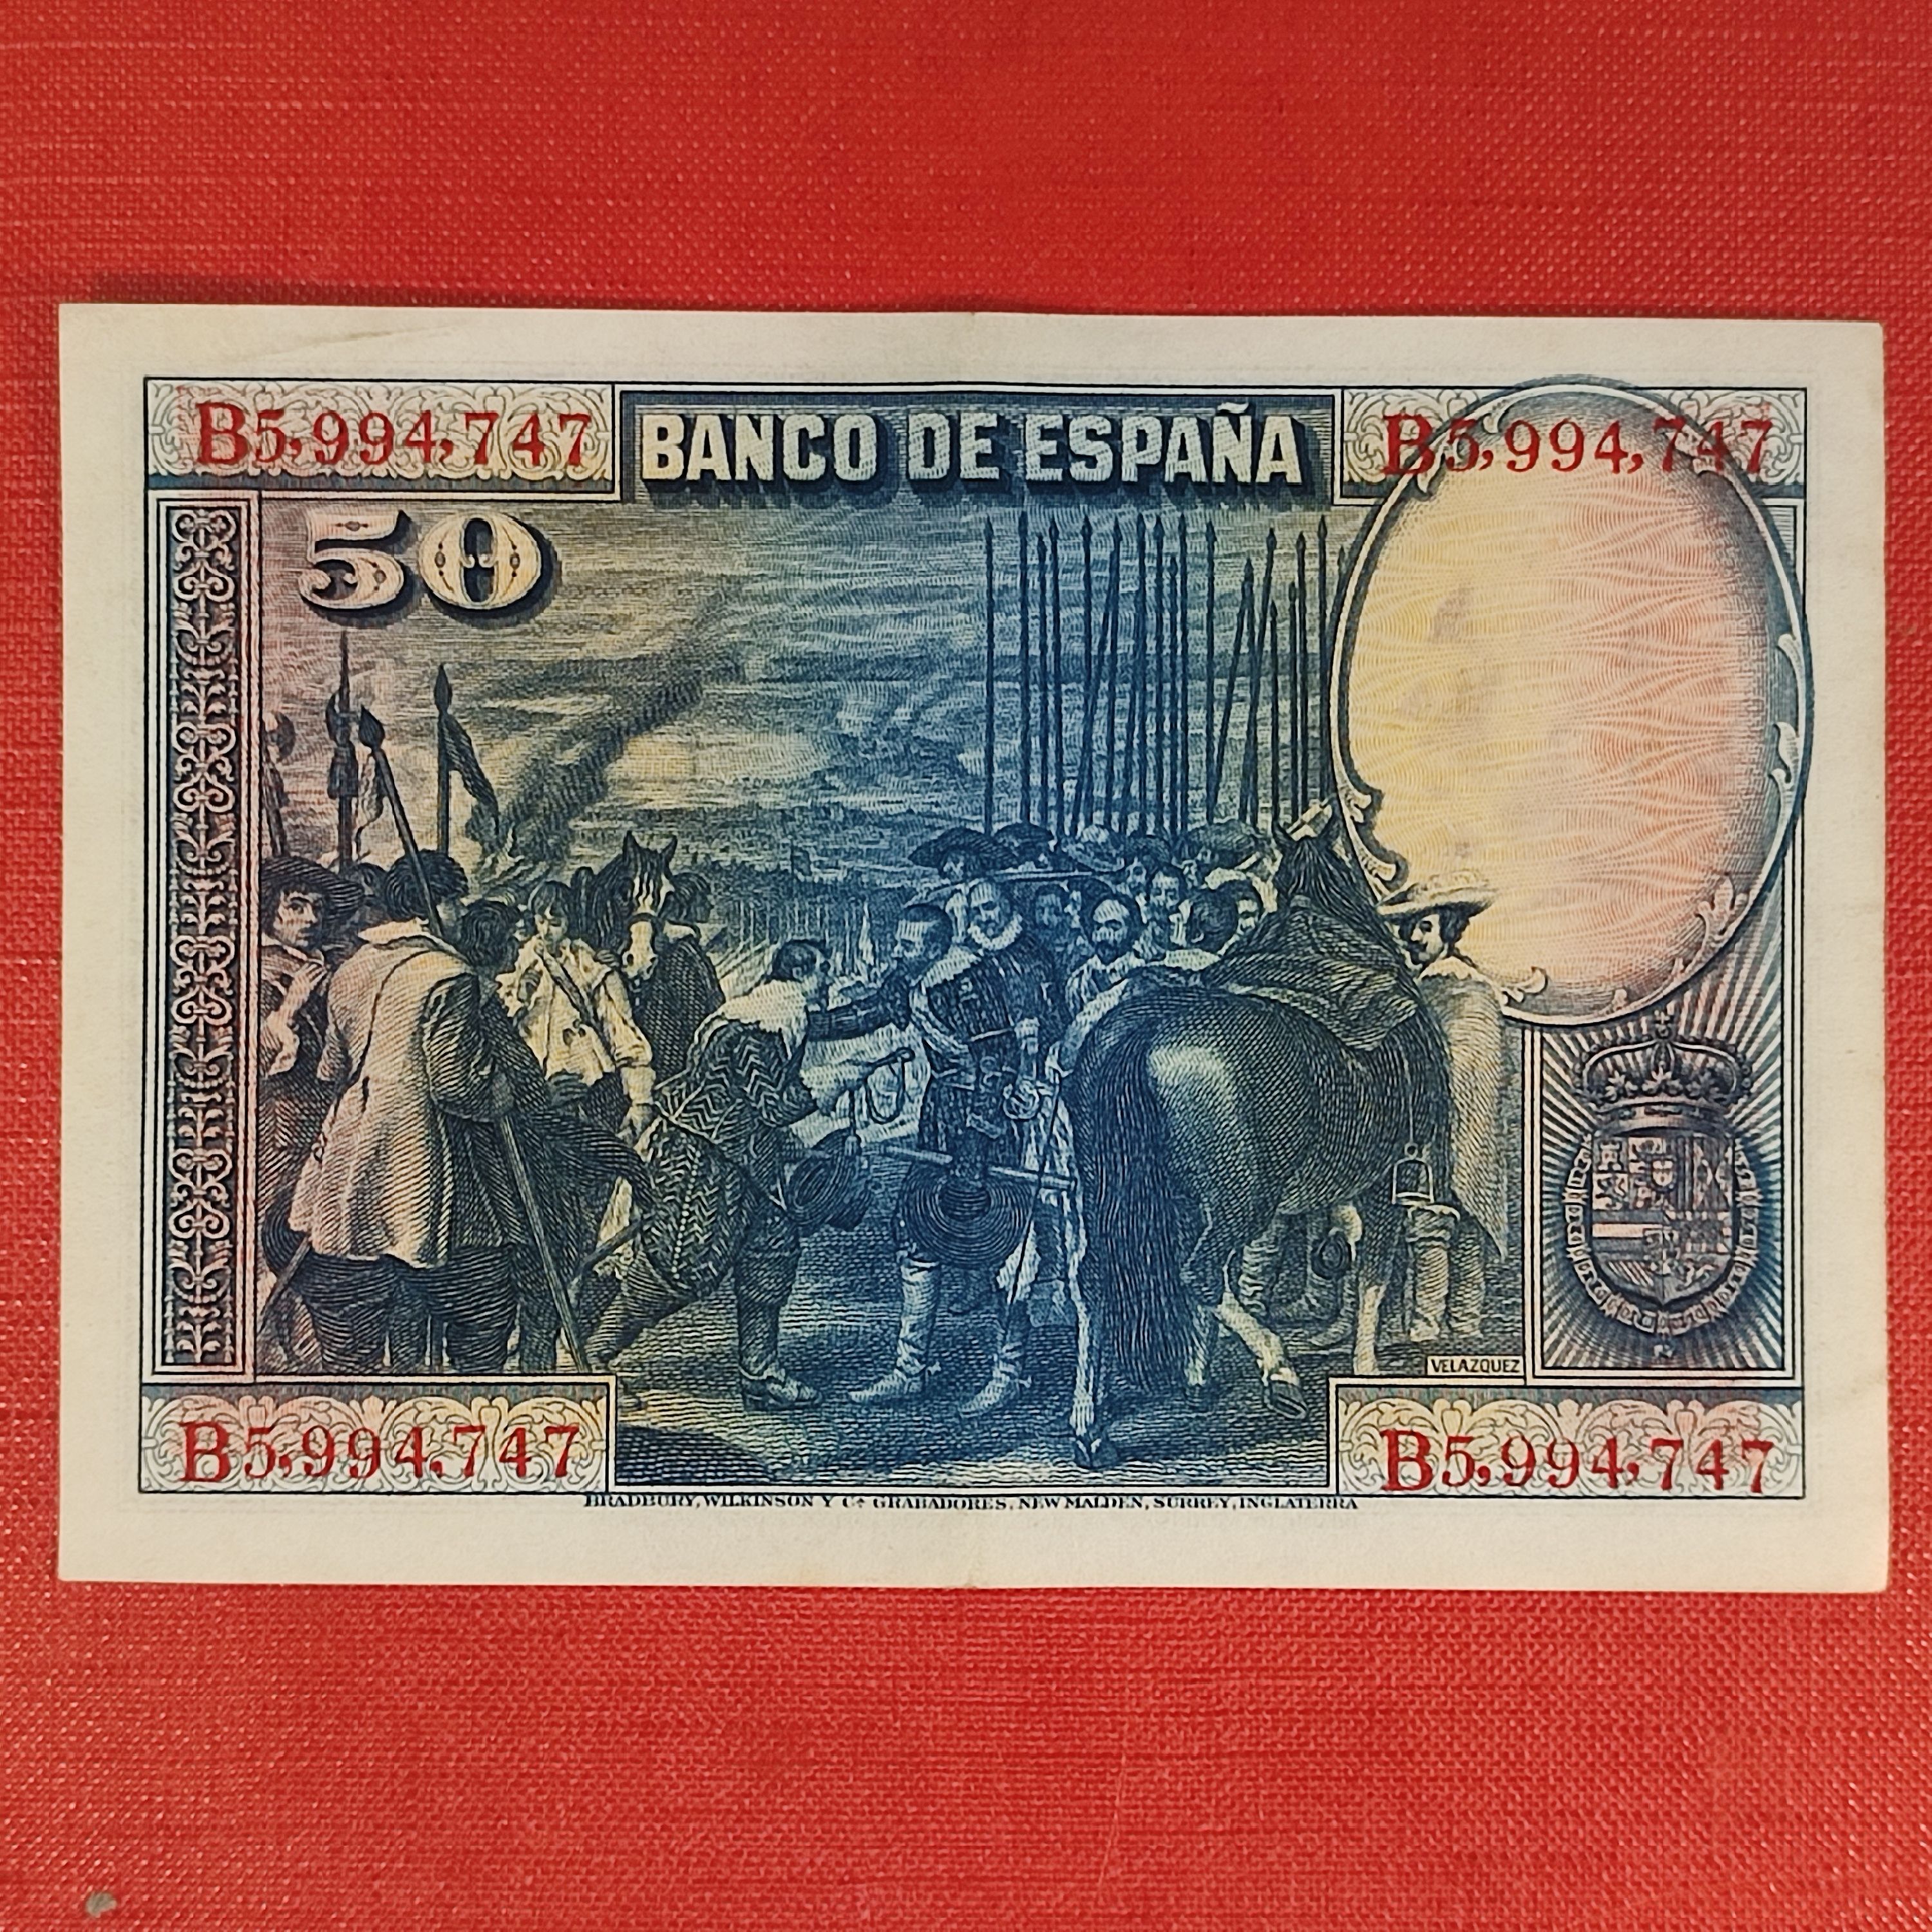 B5,994,747 BANCO DE ESPAÑA B5,994,747
50
VELAZQUEZ
B5,994,747 B5,994,747
BRADBURY, WILKINSON Y Cª GRABADORES, NEW MALDEN, SURREY, INGLATERRA